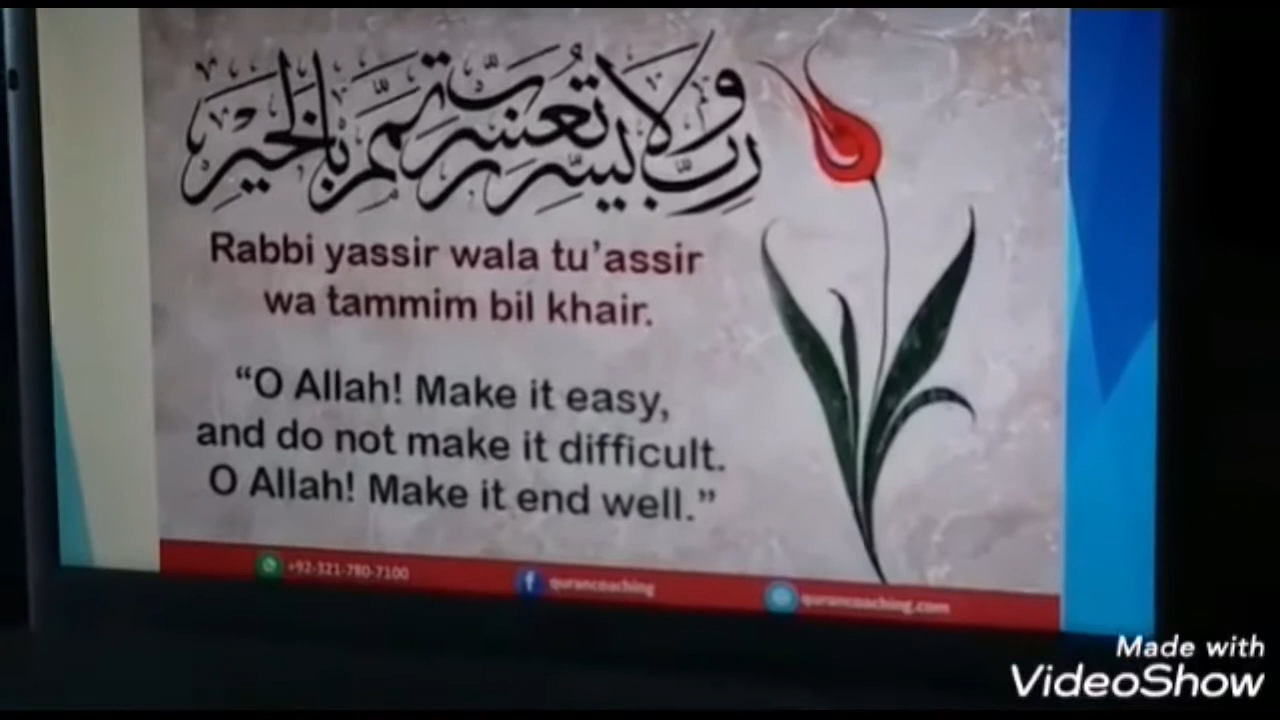 رب يسر ولا تعسر رب تمم بالخير
Rabbi yassir wala tu’assir
wa tammim bil khair.
“O Allah! Make it easy,
and do not make it difficult.
O Allah! Make it end well.”
+92-321-780-7100
qurancoaching
qurancoaching.com
Made with
VideoShow